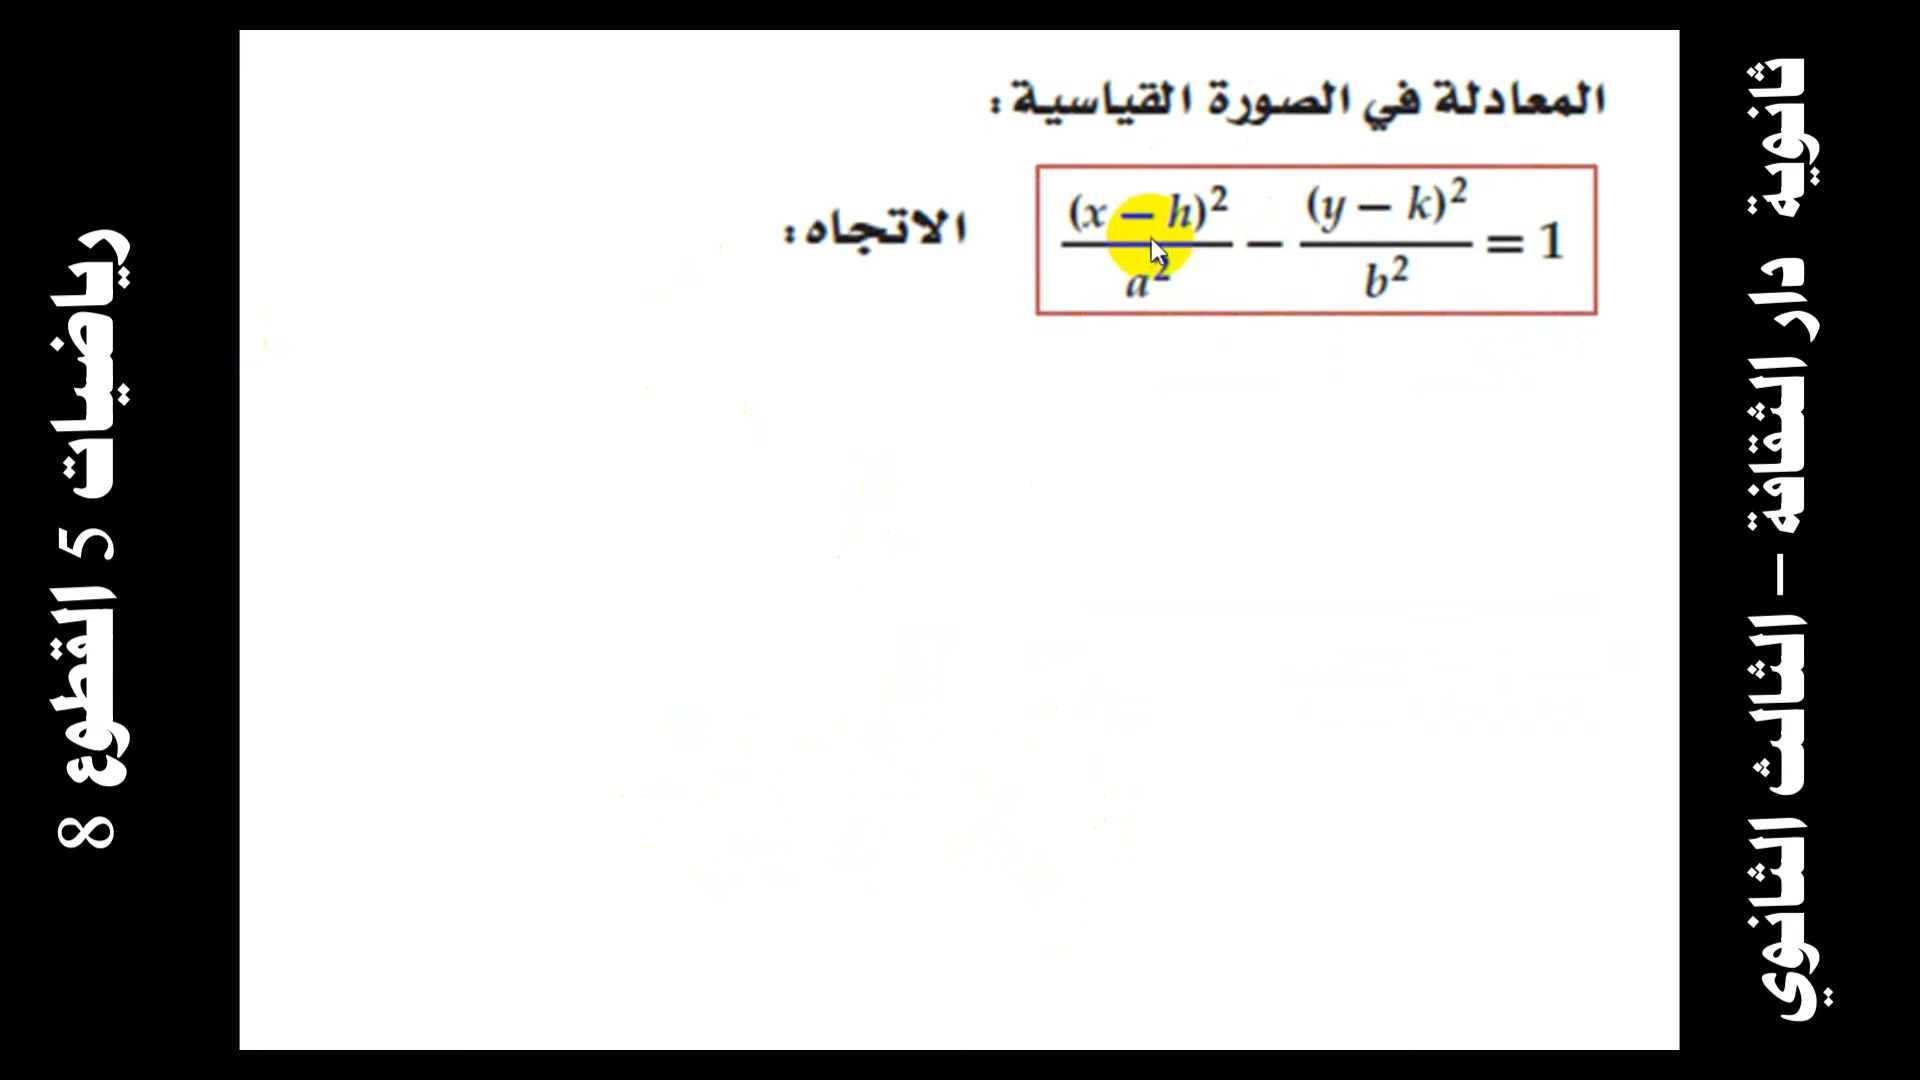 ثانوية دار الثقافة – الثالث الثانوي
المعادلة في الصورة القياسية :
(x − h)²/a² − (y − k)²/b² = 1
الاتجاه :
رياضيات 5 القطوع 8